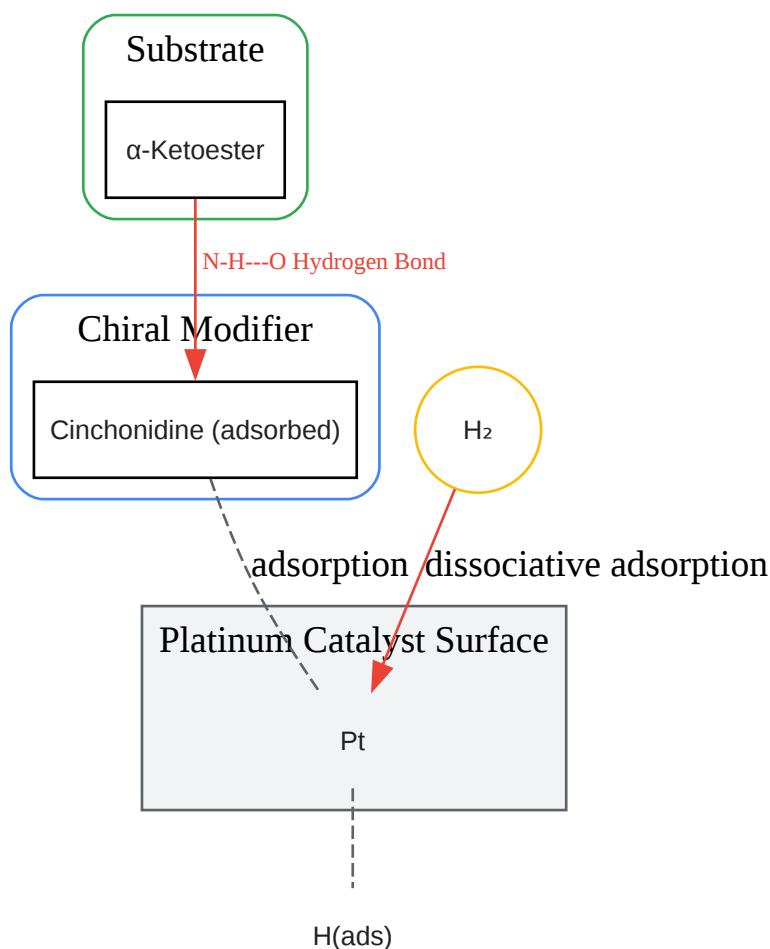 Substrate
α-Ketoester
N-H---O Hydrogen Bond
Chiral Modifier
Cinchonidine (adsorbed)
H₂
adsorption
dissociative adsorption
Platinum Catalyst Surface
Pt
H(ads)